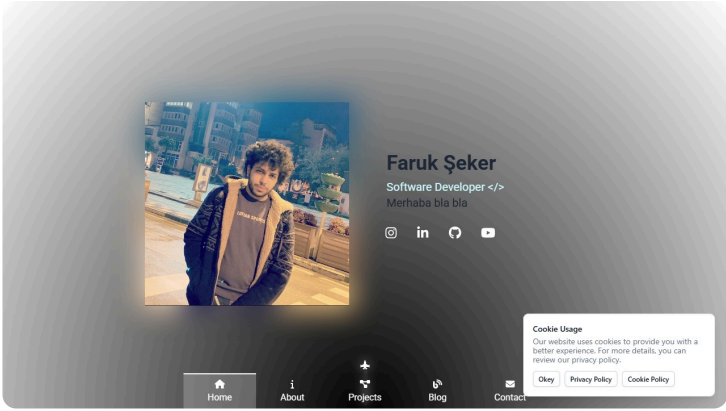 Faruk Şeker
Software Developer </>
Merhaba bla bla
Cookie Usage
Our website uses cookies to provide you with a
better experience. For more details, you can
review our privacy policy.
Okey Privacy Policy Cookie Policy
Home About Projects Blog Contact